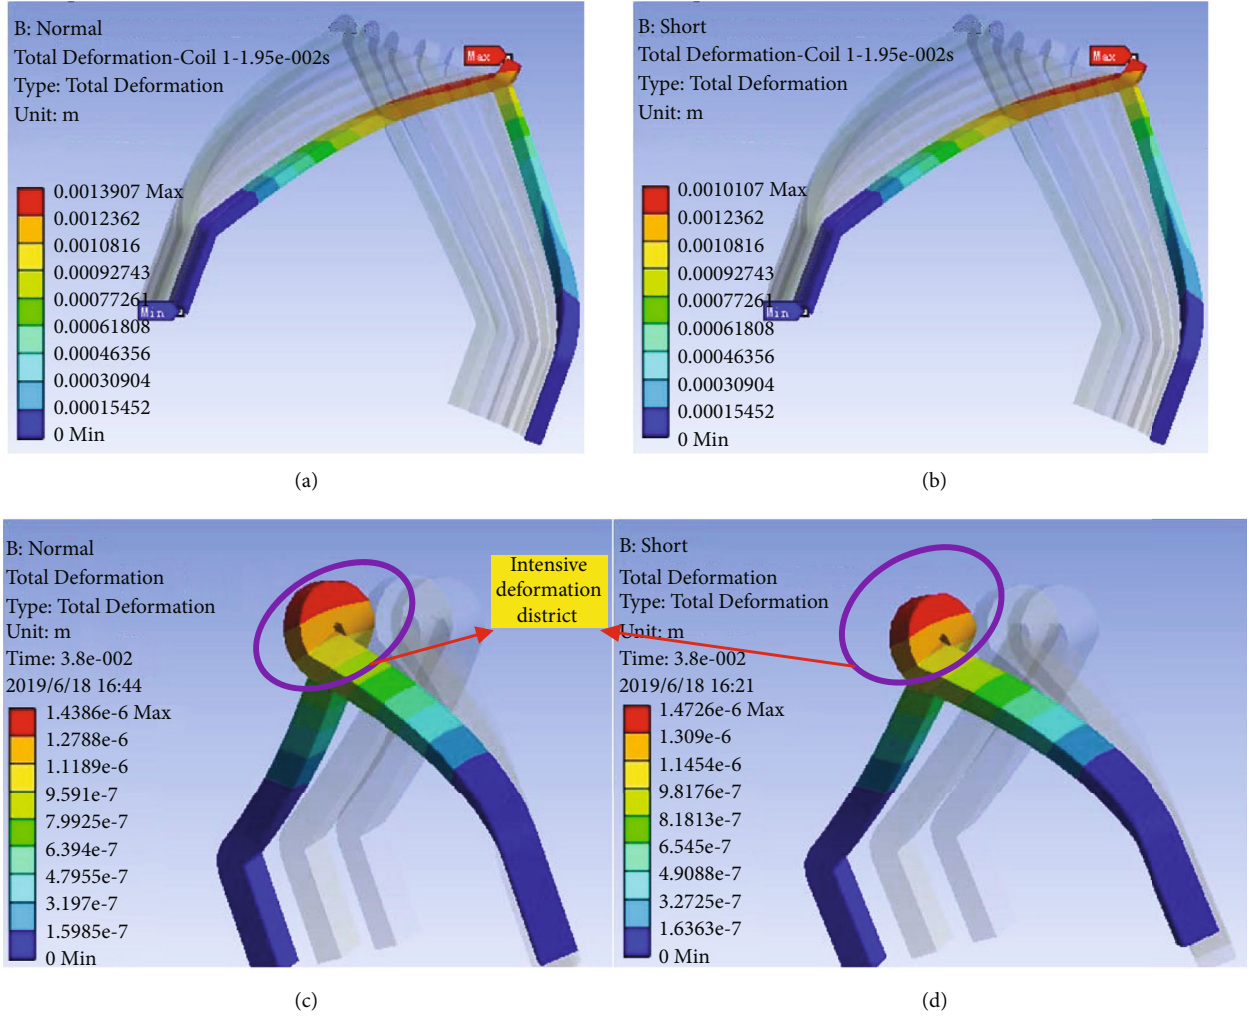 B: Normal
Total Deformation-Coil 1-1.95e-002s
Type: Total Deformation
Unit: m
Max
0.0013907 Max
0.0012362
0.0010816
0.00092743
0.00077261
0.00061808
0.00046356
0.00030904
0.00015452
0 Min
Min
(a)
B: Short
Total Deformation-Coil 1-1.95e-002s
Type: Total Deformation
Unit: m
Max
0.0010107 Max
0.0012362
0.0010816
0.00092743
0.00077261
0.00061808
0.00046356
0.00030904
0.00015452
0 Min
Min
(b)
B: Normal
Total Deformation
Type: Total Deformation
Unit: m
Time: 3.8e-002
2019/6/18 16:44
1.4386e-6 Max
1.2788e-6
1.1189e-6
9.591e-7
7.9925e-7
6.394e-7
4.7955e-7
3.197e-7
1.5985e-7
0 Min
(c)
Intensive
deformation
district
B: Short
Total Deformation
Type: Total Deformation
Unit: m
Time: 3.8e-002
2019/6/18 16:21
1.4726e-6 Max
1.309e-6
1.1454e-6
9.8176e-7
8.1813e-7
6.545e-7
4.9088e-7
3.2725e-7
1.6363e-7
0 Min
(d)